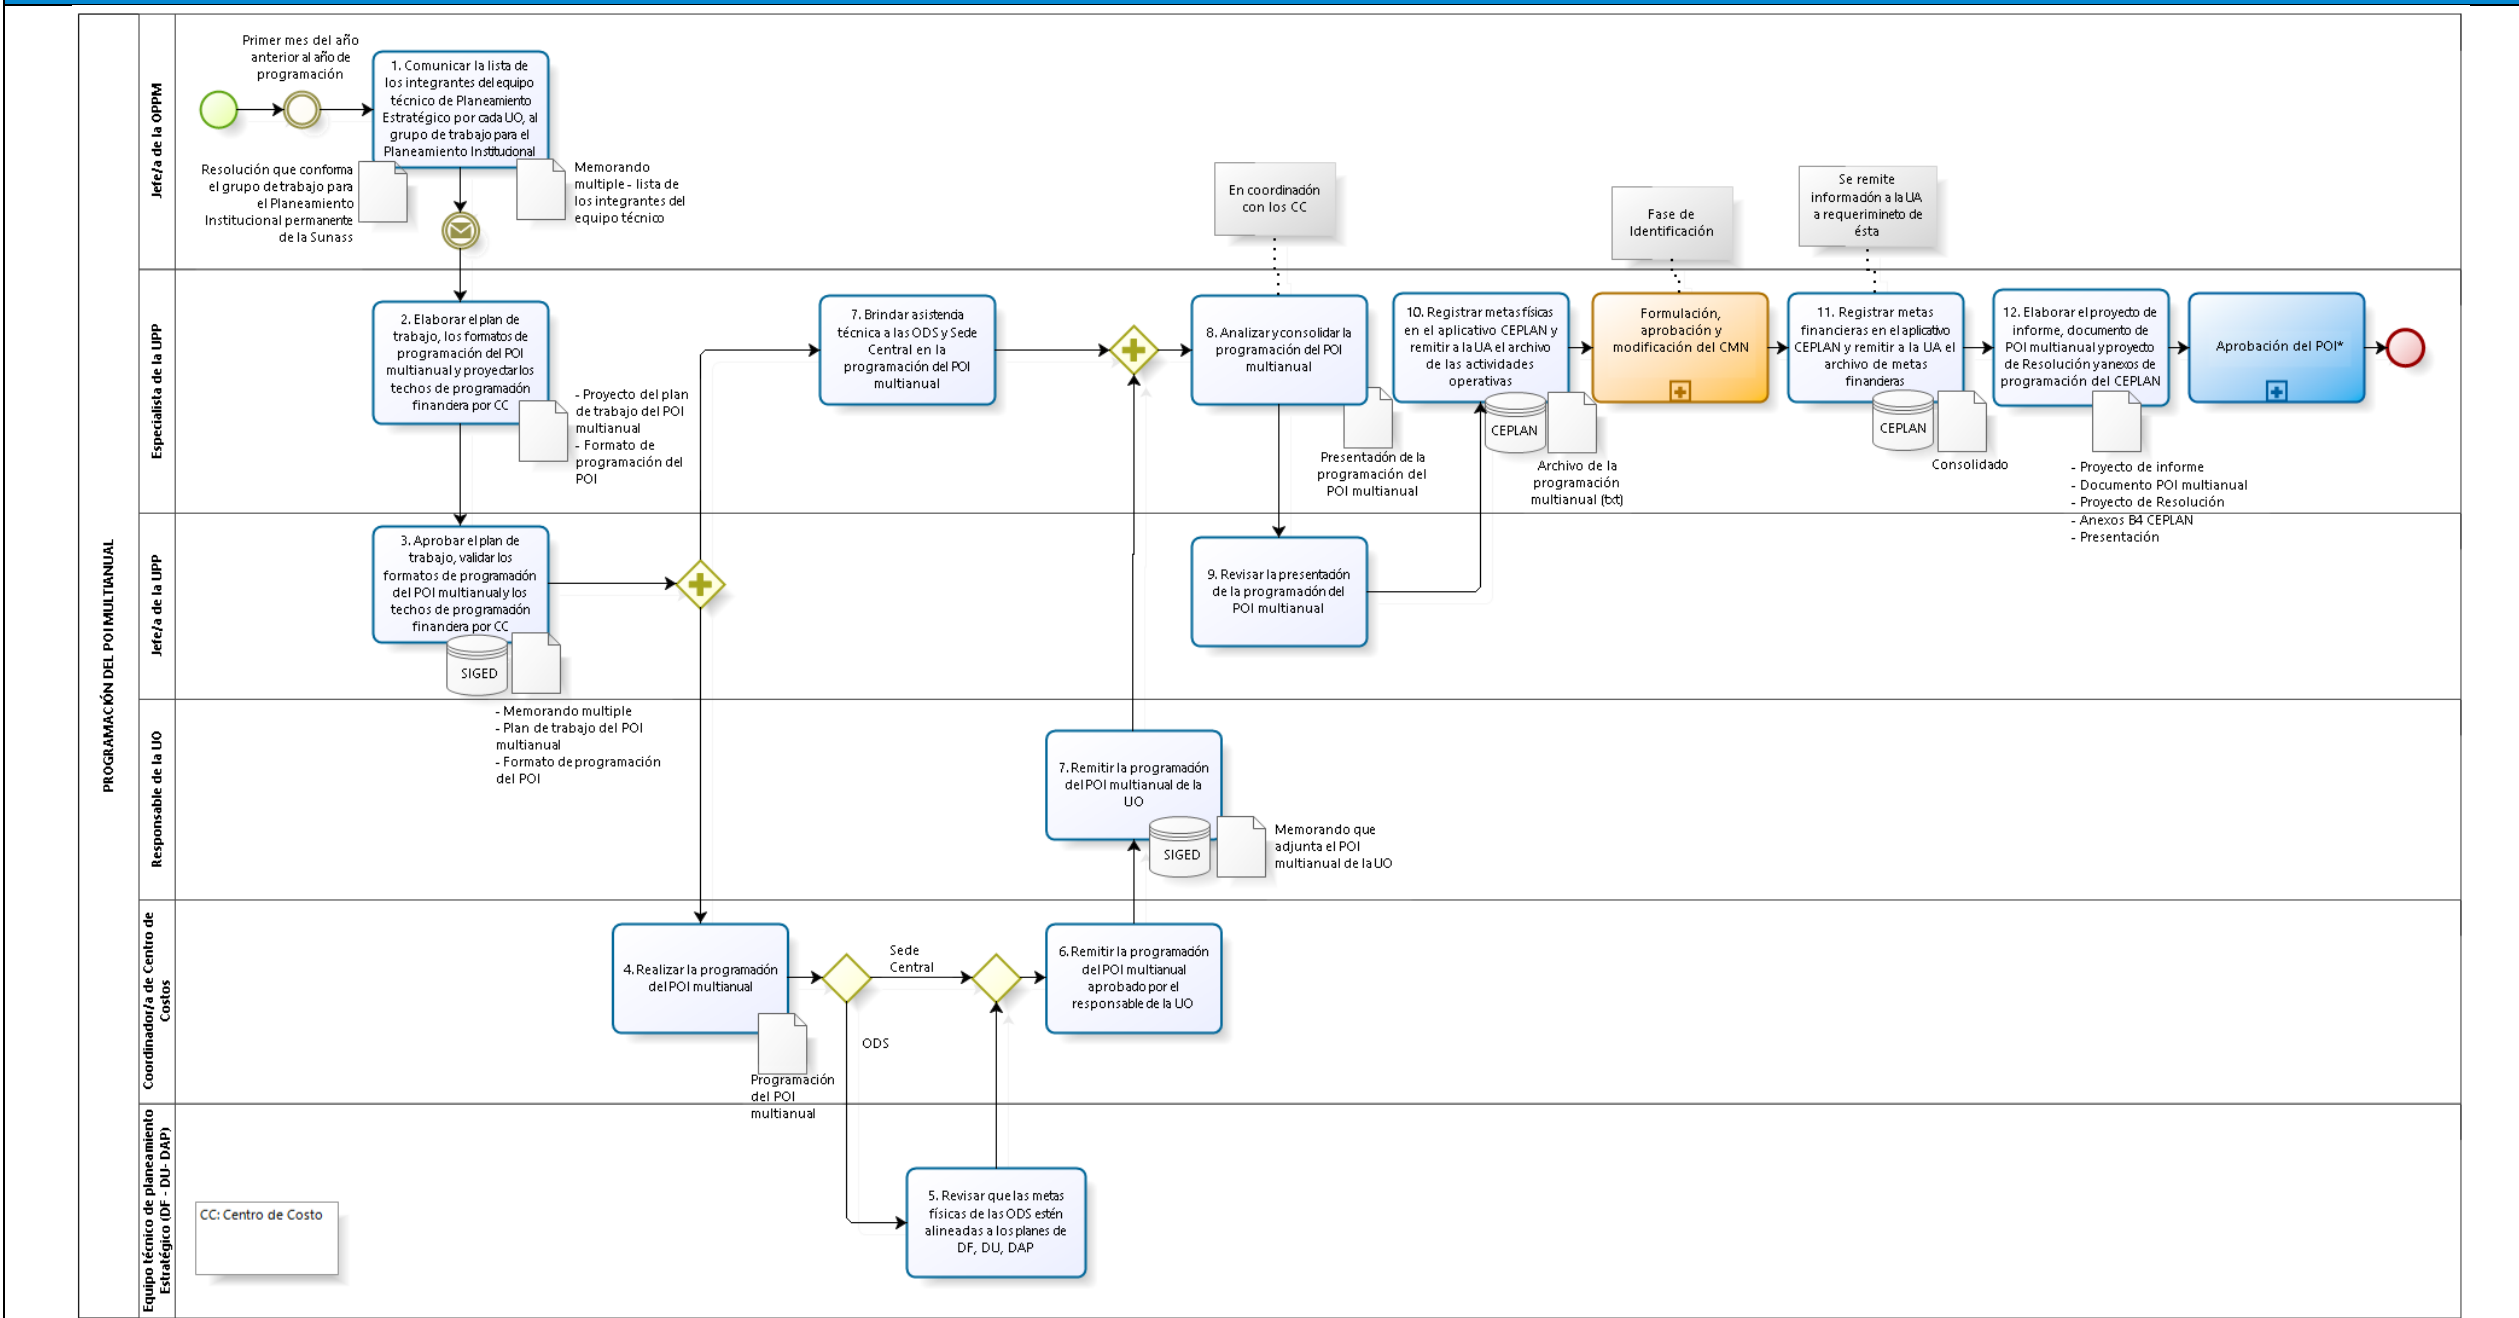 PROGRAMACIÓN DEL POI MULTIANUAL
Jefe/a de la OPPM
Primer mes del año
anterior al año de
programación
1. Comunicar la lista de
los integrantes del equipo
técnico de Planeamiento
Estratégico por cada UO, al
grupo de trabajo para el
Planeamiento Institucional
Resolución que conforma
el grupo de trabajo para
el Planeamiento
Institucional permanente
de la Sunass
Memorando
multiple - lista de
los integrantes del
equipo técnico
En coordinación
con los CC
Fase de
Identificación
Se remite
información a la UA
a requerimineto de
ésta
Especialista de la UPP
2. Elaborar el plan de
trabajo, los formatos de
programación del POI
multianual y proyectar los
techos de programación
financiera por CC
- Proyecto del plan
de trabajo del POI
multianual
- Formato de
programación del
POI
7. Brindar asistencia
técnica a las ODS y Sede
Central en la
programación del POI
multianual
8. Analizar y consolidar la
programación del POI
multianual
Presentación de la
programación del
POI multianual
10. Registrar metas físicas
en el aplicativo CEPLAN y
remitir a la UA el archivo
de las actividades
operativas
CEPLAN
Archivo de la
programación
multianual (txt)
Formulación,
aprobación y
modificación del CMN
11. Registrar metas
financieras en el aplicativo
CEPLAN y remitir a la UA el
archivo de metas
financieras
CEPLAN
Consolidado
12. Elaborar el proyecto de
informe, documento de
POI multianual y proyecto
de Resolución y anexos de
programación del CEPLAN
- Proyecto de informe
- Documento POI multianual
- Proyecto de Resolución
- Anexos B4 CEPLAN
- Presentación
Aprobación del POI*
Jefe/a de la UPP
3. Aprobar el plan de
trabajo, validar los
formatos de programación
del POI multianual y los
techos de programación
financiera por CC
SIGED
- Memorando multiple
- Plan de trabajo del POI
multianual
- Formato de programación
del POI
9. Revisar la presentación
de la programación del
POI multianual
Responsable de la UO
7. Remitir la programación
del POI multianual de la
UO
SIGED
Memorando que
adjunta el POI
multianual de la UO
Coordinador/a de Centro de
Costos
4. Realizar la programación
del POI multianual
Programación
del POI
multianual
Sede
Central
ODS
6. Remitir la programación
del POI multianual
aprobado por el
responsable de la UO
Equipo técnico de planeamiento
Estratégico (DF - DU- DAP)
CC: Centro de Costo
5. Revisar que las metas
físicas de las ODS estén
alineadas a los planes de
DF, DU, DAP